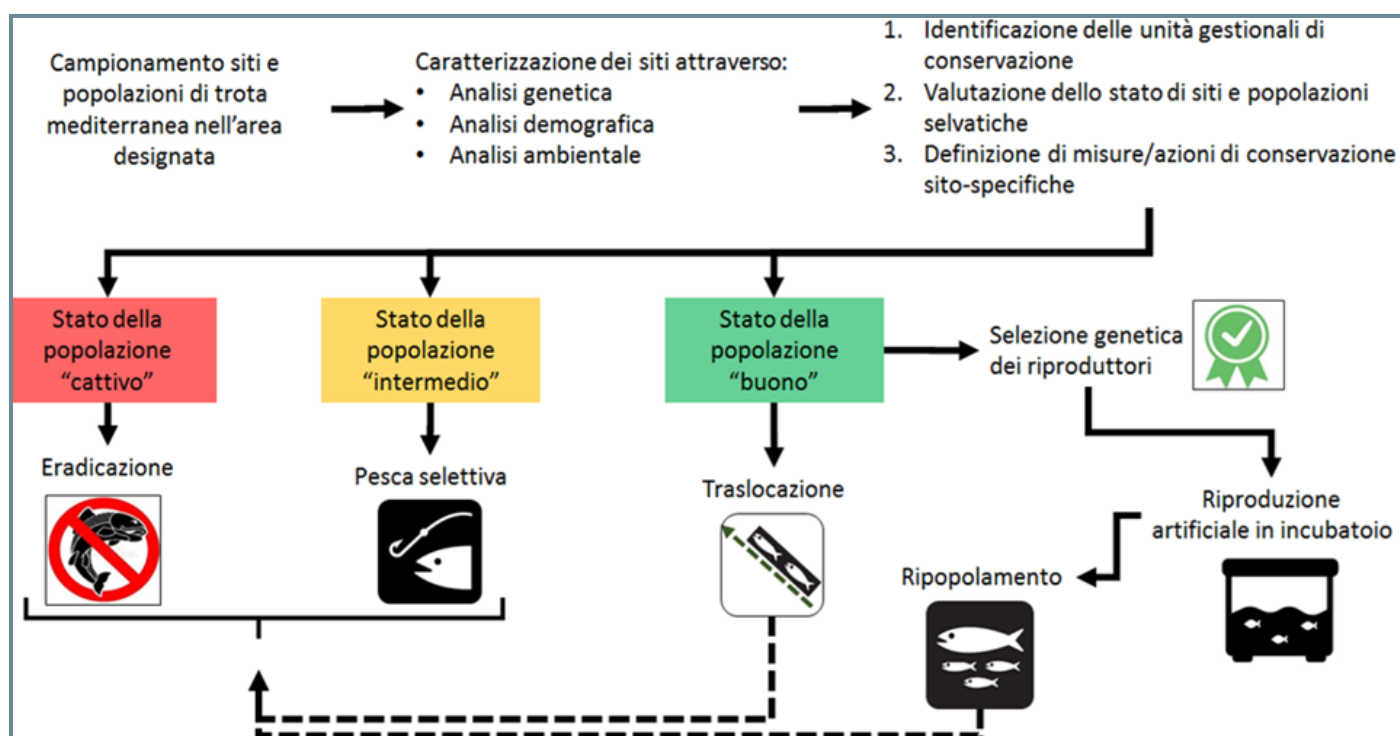 Campionamento siti e
popolazioni di trota
mediterranea nell'area
designata
Caratterizzazione dei siti attraverso:
• Analisi genetica
• Analisi demografica
• Analisi ambientale
1. Identificazione delle unità gestionali di
conservazione
2. Valutazione dello stato di siti e popolazioni
selvatiche
3. Definizione di misure/azioni di conservazione
sito-specifiche
Stato della
popolazione
“cattivo”
Stato della
popolazione
“intermedio”
Stato della
popolazione
“buono”
Selezione genetica
dei riproduttori
Eradicazione
Pesca selettiva
Traslocazione
Riproduzione
artificiale in incubatoio
Ripopolamento